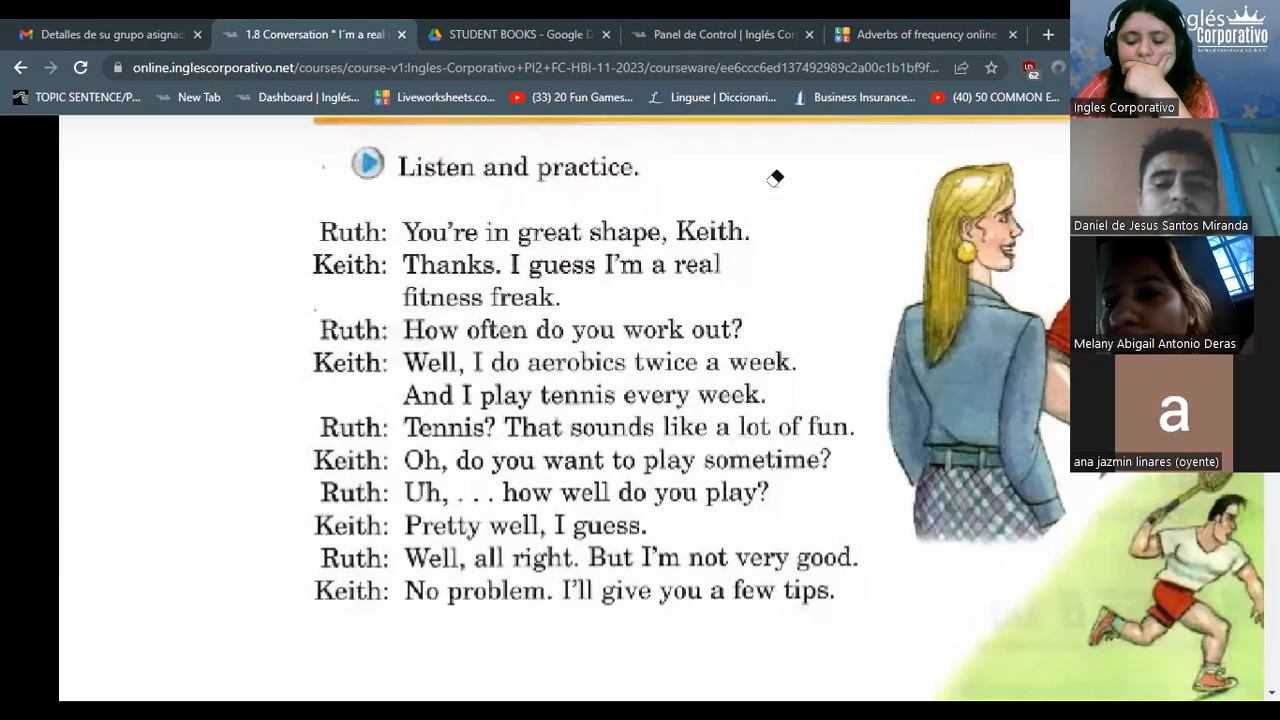 Detalles de su grupo asignac
1.8 Conversation " I´m a real
STUDENT BOOKS - Google D
Panel de Control | Inglés Cor
Adverbs of frequency online
online.inglescorporativo.net/courses/course-v1:Ingles-Corporativo+PI2+FC-HBI-11-2023/courseware/ee6ccc6ed137492989c2a00c1b1bf9f...
62
TOPIC SENTENCE/P...
New Tab
Dashboard | Inglés...
Liveworksheets.co...
(33) 20 Fun Games...
Linguee | Diccionari...
Business Insurance...
(40) 50 COMMON E...
Listen and practice.
Ruth: You're in great shape, Keith.
Keith: Thanks. I guess I'm a real
fitness freak.
Ruth: How often do you work out?
Keith: Well, I do aerobics twice a week.
And I play tennis every week.
Ruth: Tennis? That sounds like a lot of fun.
Keith: Oh, do you want to play sometime?
Ruth: Uh, . . . how well do you play?
Keith: Pretty well, I guess.
Ruth: Well, all right. But I'm not very good.
Keith: No problem. I'll give you a few tips.
glés
Corporativo
Ingles Corporativo
Daniel de Jesus Santos Miranda
Melany Abigail Antonio Deras
a
ana jazmin linares (oyente)